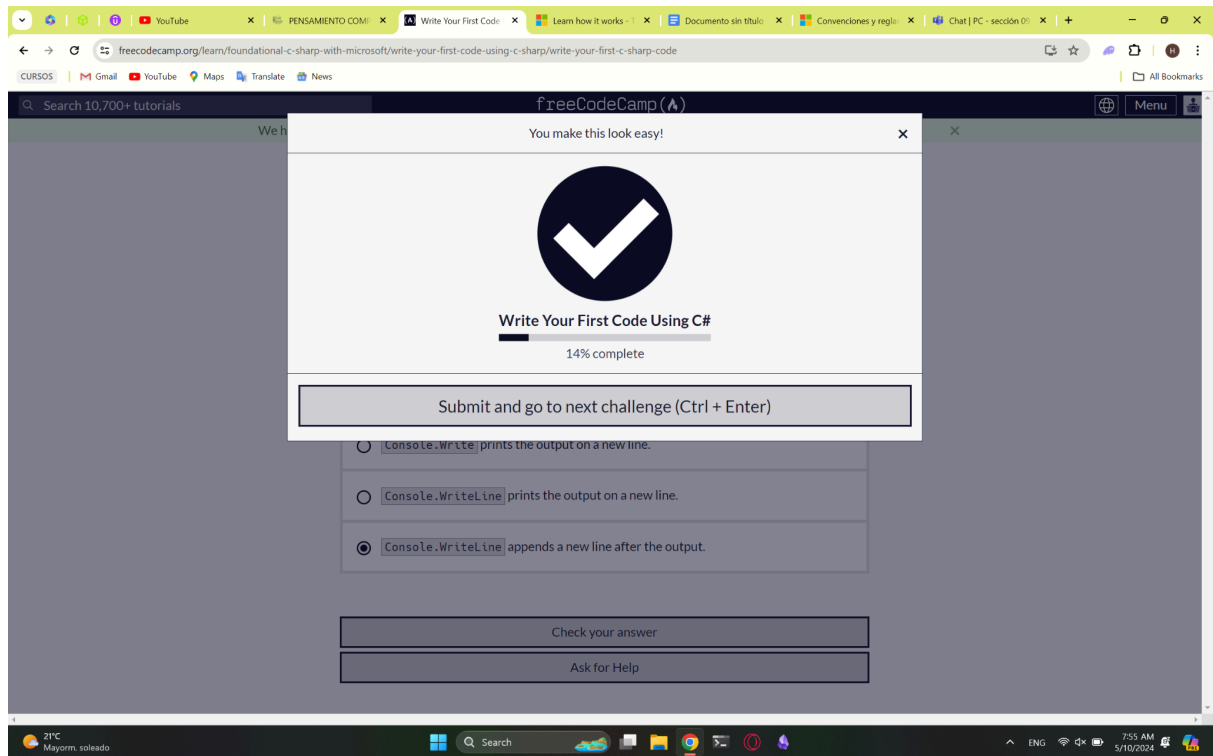 YouTube
PENSAMIENTO COMP
Write Your First Code
Learn how it works - T
Documento sin título
Convenciones y reglas
Chat | PC - sección 09
freecodecamp.org/learn/foundational-c-sharp-with-microsoft/write-your-first-code-using-c-sharp/write-your-first-c-sharp-code
H
CURSOS
Gmail
YouTube
Maps
Translate
News
All Bookmarks
Search 10,700+ tutorials
freeCodeCamp
Menu
We h
You make this look easy!
Write Your First Code Using C#
14% complete
Submit and go to next challenge (Ctrl + Enter)
Console.Write prints the output on a new line.
Console.WriteLine prints the output on a new line.
Console.WriteLine appends a new line after the output.
Check your answer
Ask for Help
21°C
Mayorm. soleado
Search
ENG
7:55 AM
5/10/2024